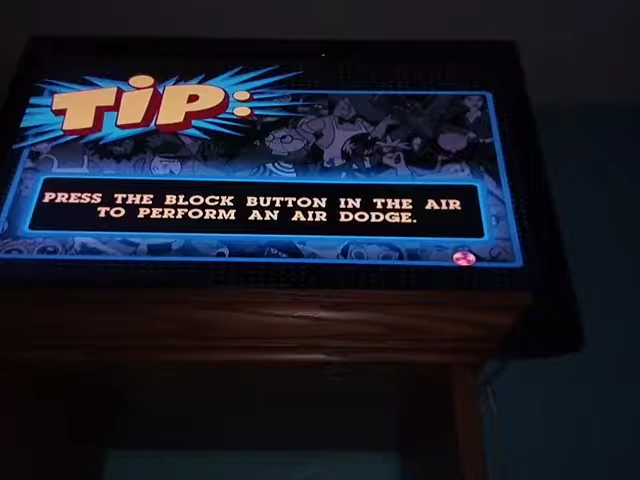 TiP:
PRESS THE BLOCK BUTTON IN THE AIR
TO PERFORM AN AIR DODGE.